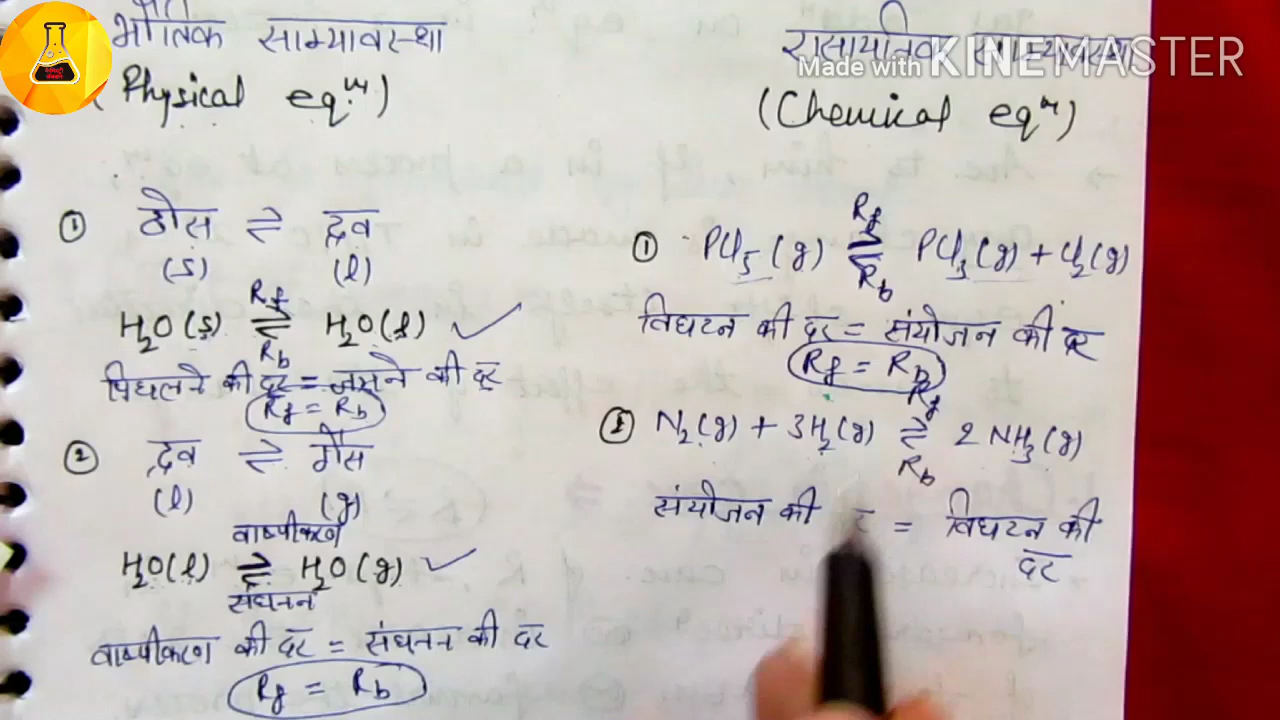 भौतिक साम्यावस्था
(Physical eqᵐ)
① ठोस ⇌ द्रव
(s) (l)
Rf
H₂O(s) ⇌ H₂O(l) ✓
Rb
पिघलने की दर = जमने की दर
Rf = Rb
② द्रव ⇌ गैस
(l) (g)
वाष्पीकरण
H₂O(l) ⇌ H₂O(g) ✓
संघनन
वाष्पीकरण की दर = संघनन की दर
Rf = Rb
रासायनिक साम्यावस्था
Made with KINEMASTER
(Chemical eqᵐ)
Rf
① PCl₅(g) ⇌ PCl₃(g) + Cl₂(g)
Rb
विघटन की दर = संयोजन की दर
Rf = Rb
Rf
② N₂(g) + 3H₂(g) ⇌ 2NH₃(g)
Rb
संयोजन की = विघटन की
दर